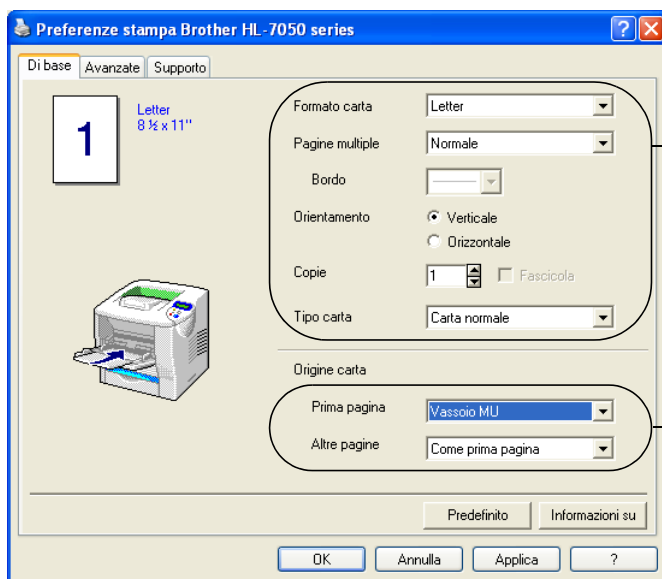 Preferenze stampa Brother HL-7050 series
?
Di base Avanzate Supporto
1
Letter
8 ½ x 11"
Formato carta Letter
Pagine multiple Normale
Bordo
Orientamento Verticale
Orizzontale
Copie 1 Fascicola
Tipo carta Carta normale
Origine carta
Prima pagina Vassoio MU
Altre pagine Come prima pagina
Predefinito Informazioni su
OK Annulla Applica ?